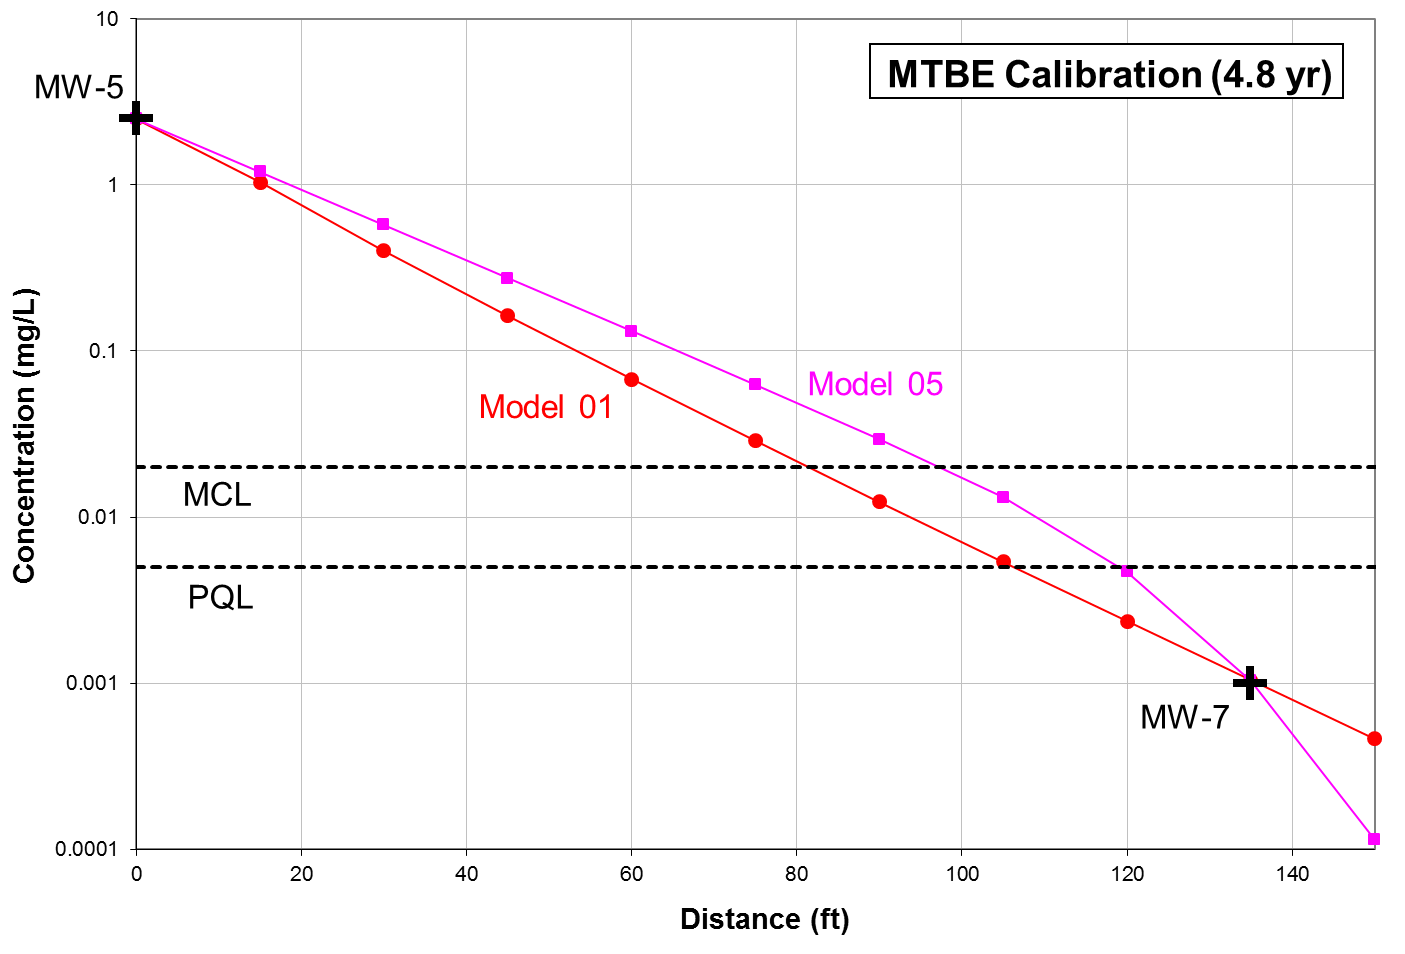 10
MW-5
MTBE Calibration (4.8 yr)
1
0.1
Model 05
Model 01
MCL
0.01
PQL
0.001
MW-7
0.0001
0 20 40 60 80 100 120 140
Distance (ft)
Concentration (mg/L)